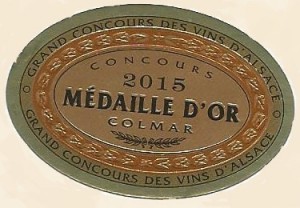 GRAND CONCOURS DES VINS D'ALSACE
CONCOURS
2015
MÉDAILLE D'OR
COLMAR
GRAND CONCOURS DES VINS D'ALSACE